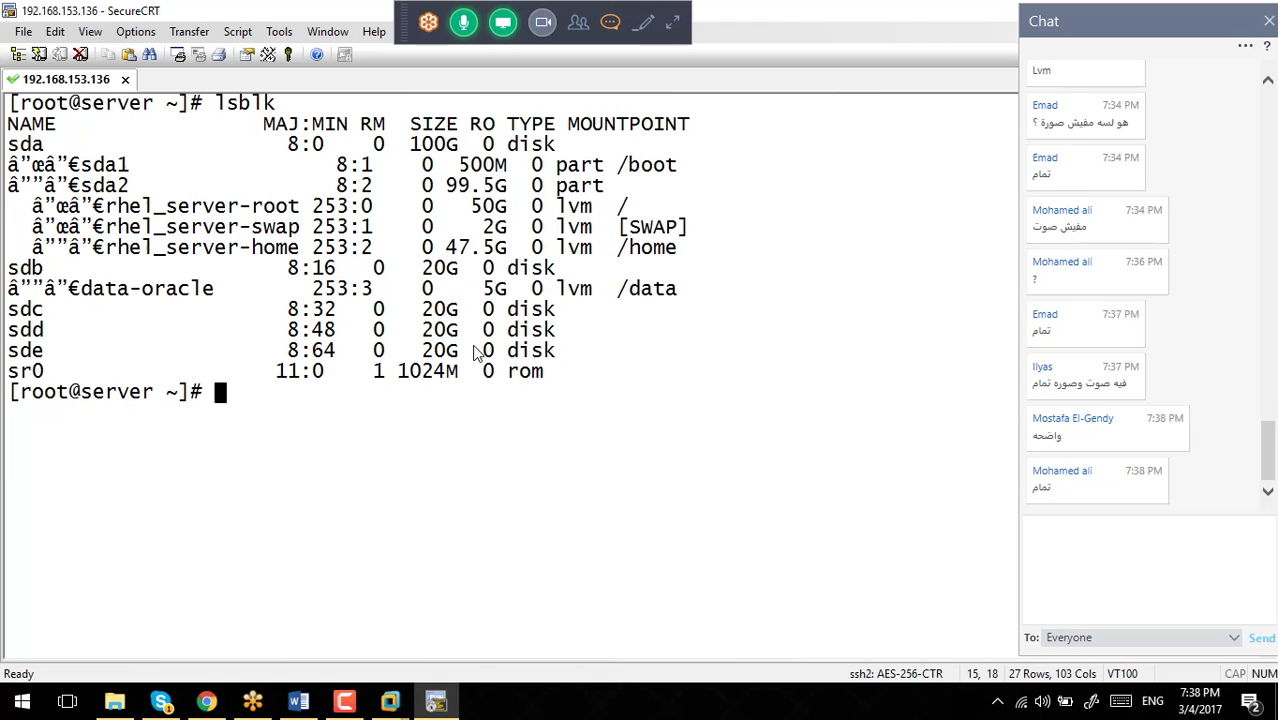 192.168.153.136 - SecureCRT
File Edit View Options Transfer Script Tools Window Help
192.168.153.136
[root@server ~]# lsblk
NAME MAJ:MIN RM SIZE RO TYPE MOUNTPOINT
sda 8:0 0 100G 0 disk
â”œâ”€sda1 8:1 0 500M 0 part /boot
â””â”€sda2 8:2 0 99.5G 0 part
â”œâ”€rhel_server-root 253:0 0 50G 0 lvm /
â”œâ”€rhel_server-swap 253:1 0 2G 0 lvm [SWAP]
â””â”€rhel_server-home 253:2 0 47.5G 0 lvm /home
sdb 8:16 0 20G 0 disk
â””â”€data-oracle 253:3 0 5G 0 lvm /data
sdc 8:32 0 20G 0 disk
sdd 8:48 0 20G 0 disk
sde 8:64 0 20G 0 disk
sr0 11:0 1 1024M 0 rom
[root@server ~]#
Chat
Lvm
Emad 7:34 PM
هو لسه مفيش صورة ؟
Emad 7:34 PM
تمام
Mohamed ali 7:34 PM
مفيش صوت
Mohamed ali 7:36 PM
?
Emad 7:37 PM
تمام
Ilyas 7:37 PM
فيه صوت وصوره تمام
Mostafa El-Gendy 7:38 PM
واضحه
Mohamed ali 7:38 PM
تمام
To: Everyone Send
Ready ssh2: AES-256-CTR 15, 18 27 Rows, 103 Cols VT100 CAP NUM
ENG 7:38 PM
3/4/2017 2